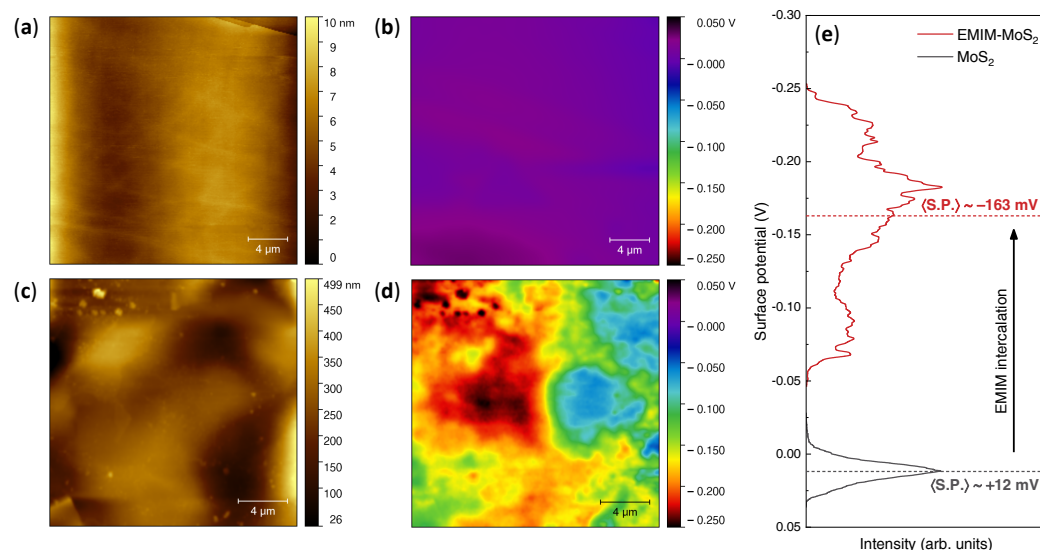 (a)
10 nm
9
8
7
6
5
4
3
2
1
0
4 µm
(b)
0.050 V
0.000
0.050
0.100
0.150
0.200
0.250
4 µm
(c)
499 nm
450
400
350
300
250
200
150
100
26
4 µm
(d)
0.050 V
0.000
-0.050
-0.100
-0.150
-0.200
-0.250
4 µm
(e)
-0.30
-0.25
-0.20
-0.15
-0.10
-0.05
0.00
0.05
Surface potential (V)
EMIM-MoS₂
MoS₂
⟨S.P.⟩ ~ –163 mV
EMIM intercalation
⟨S.P.⟩ ~ +12 mV
Intensity (arb. units)